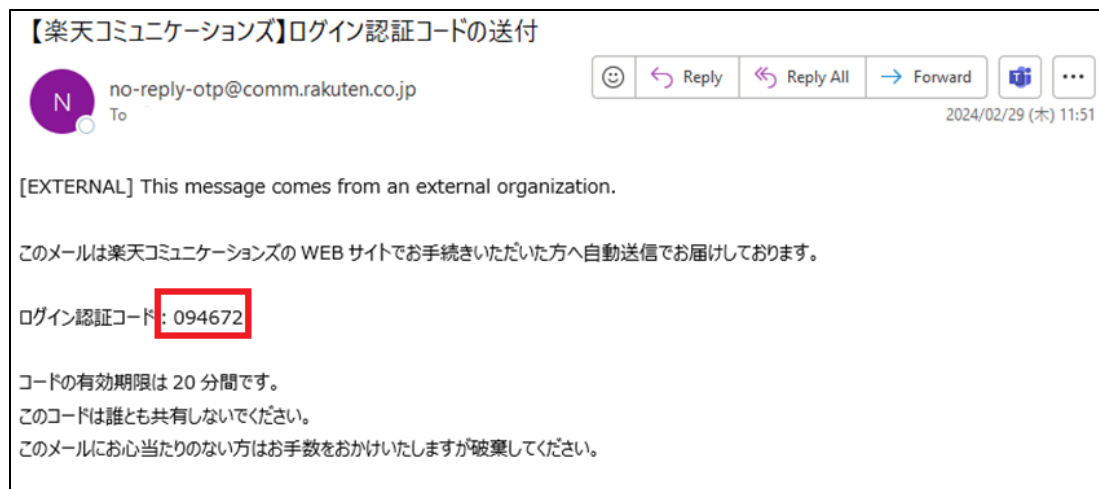 【楽天コミュニケーションズ】ログイン認証コードの送付
N
no-reply-otp@comm.rakuten.co.jp
To
Reply
Reply All
Forward
2024/02/29 (木) 11:51
[EXTERNAL] This message comes from an external organization.
このメールは楽天コミュニケーションズの WEB サイトでお手続きいただいた方へ自動送信でお届けしております。
ログイン認証コード : 094672
コードの有効期限は 20 分間です。
このコードは誰とも共有しないでください。
このメールにお心当たりのない方はお手数をおかけいたしますが破棄してください。